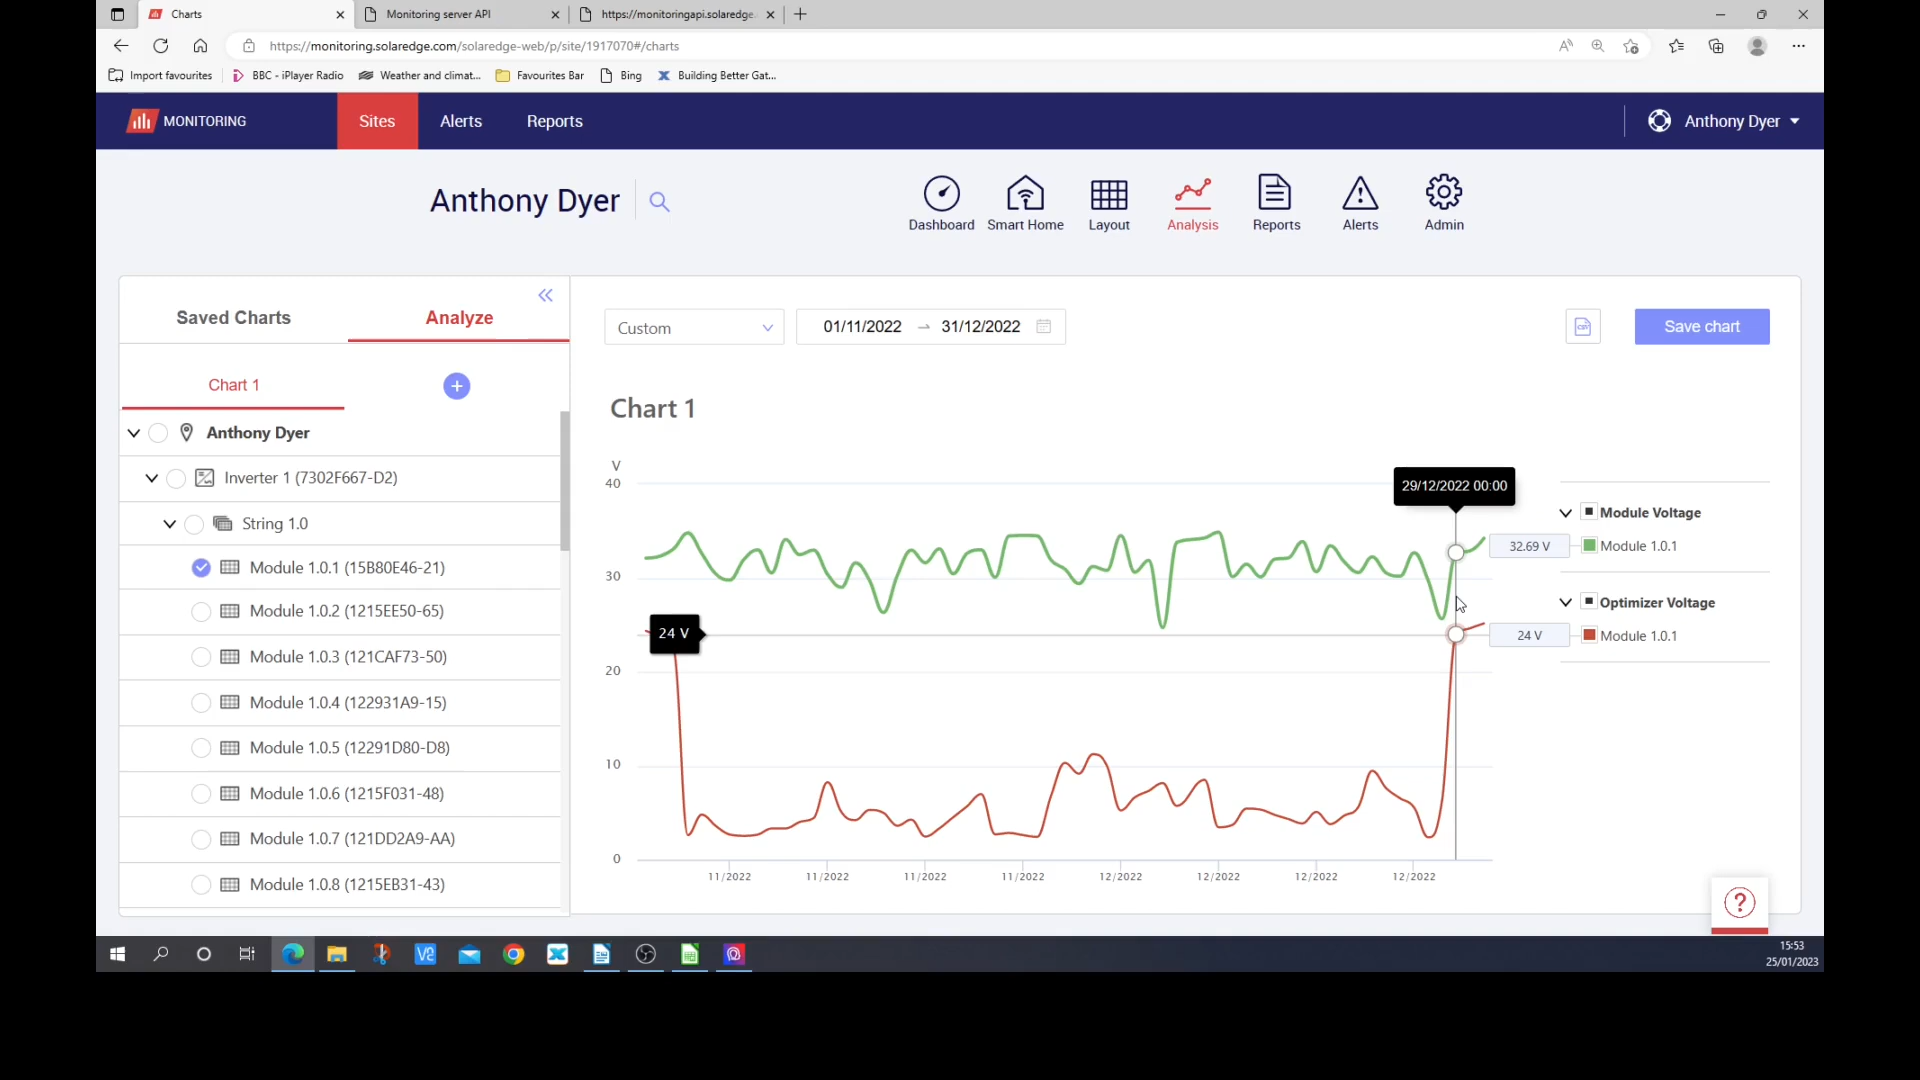 Charts
Monitoring server API
https://monitoringapi.solaredge.
https://monitoring.solaredge.com/solaredge-web/p/site/1917070#/charts
Import favourites
BBC - iPlayer Radio
Weather and climat...
Favourites Bar
Bing
Building Better Gat...
MONITORING
Sites
Alerts
Reports
Anthony Dyer
Anthony Dyer
Dashboard
Smart Home
Layout
Analysis
Reports
Alerts
Admin
Saved Charts
Analyze
Custom
01/11/2022 → 31/12/2022
CSV
Save chart
Chart 1
Chart 1
Anthony Dyer
Inverter 1 (7302F667-D2)
String 1.0
Module 1.0.1 (15B80E46-21)
Module 1.0.2 (1215EE50-65)
Module 1.0.3 (121CAF73-50)
Module 1.0.4 (122931A9-15)
Module 1.0.5 (12291D80-D8)
Module 1.0.6 (1215F031-48)
Module 1.0.7 (121DD2A9-AA)
Module 1.0.8 (1215EB31-43)
V
40
30
20
10
0
29/12/2022 00:00
24 V
32.69 V
24 V
Module Voltage
Module 1.0.1
Optimizer Voltage
Module 1.0.1
11/2022
11/2022
11/2022
11/2022
12/2022
12/2022
12/2022
12/2022
?
15:53
25/01/2023